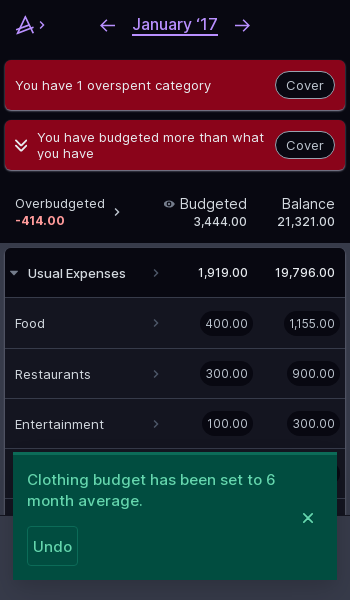 January ‘17
You have 1 overspent category
Cover
You have budgeted more than what
you have
Cover
Overbudgeted
-414.00
Budgeted
3,444.00
Balance
21,321.00
Usual Expenses
1,919.00
19,796.00
Food
400.00
1,155.00
Restaurants
300.00
900.00
Entertainment
100.00
300.00
Clothing budget has been set to 6
month average.
Undo